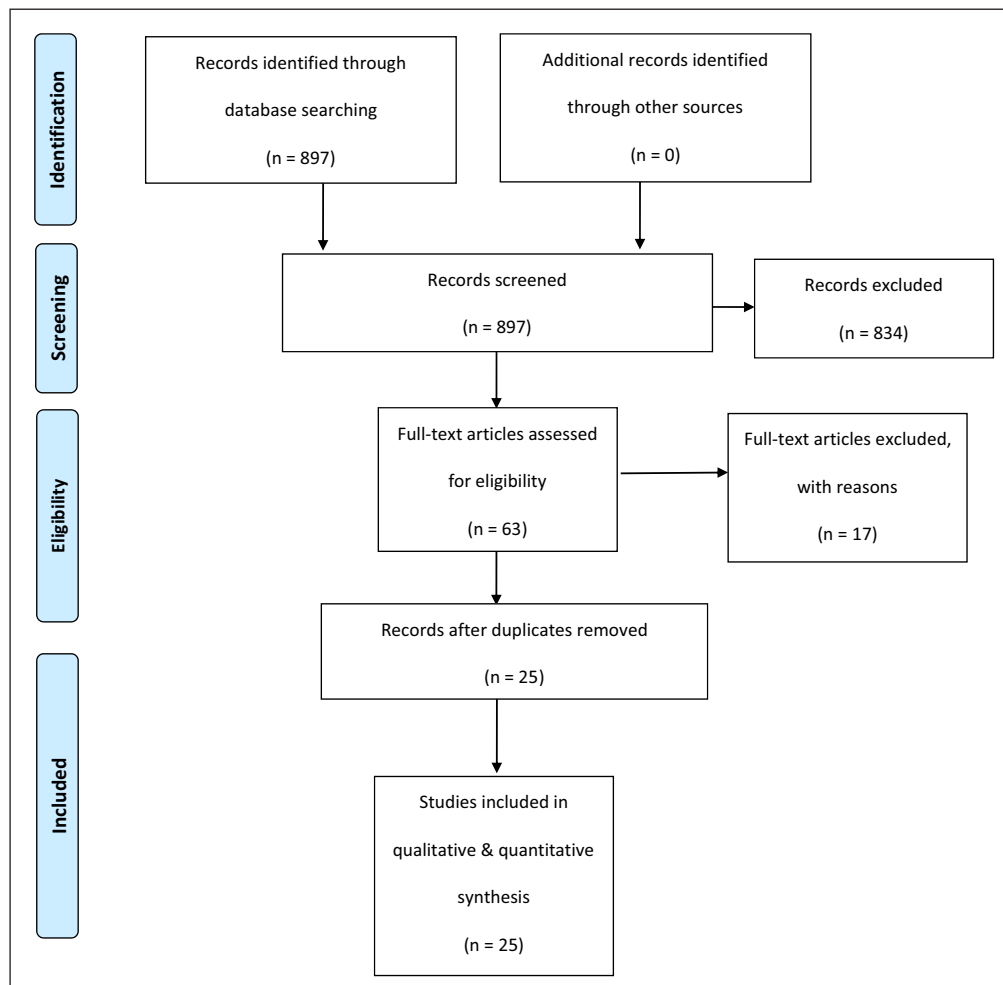 Identification
Records identified through
database searching
(n = 897)
Additional records identified
through other sources
(n = 0)
Screening
Records screened
(n = 897)
Records excluded
(n = 834)
Eligibility
Full-text articles assessed
for eligibility
(n = 63)
Full-text articles excluded,
with reasons
(n = 17)
Records after duplicates removed
(n = 25)
Included
Studies included in
qualitative & quantitative
synthesis
(n = 25)